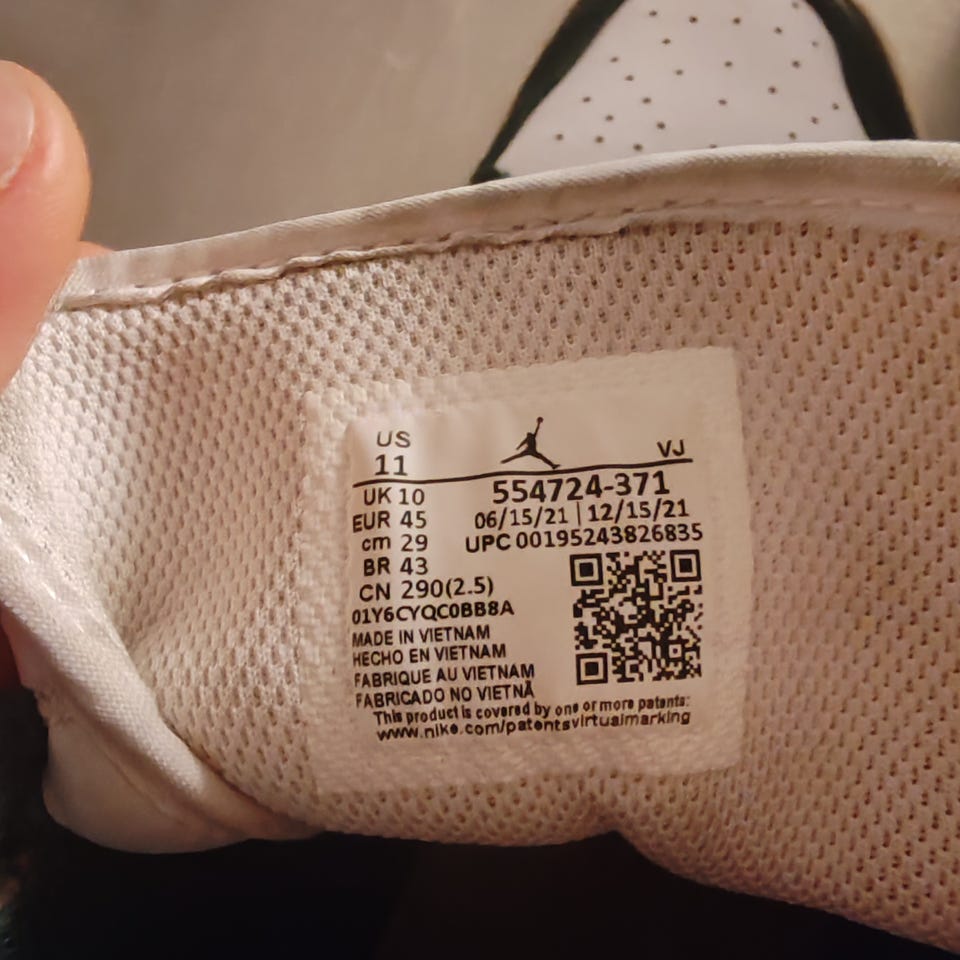 US
11
VJ
UK 10
554724-371
EUR 45
06/15/21 | 12/15/21
cm 29
UPC 00195243826835
BR 43
CN 290(2.5)
01Y6CYQC0BB8A
MADE IN VIETNAM
HECHO EN VIETNAM
FABRIQUE AU VIETNAM
FABRICADO NO VIETNÃ
This product is covered by one or more patents:
www.nike.com/patentsvirtualmarking